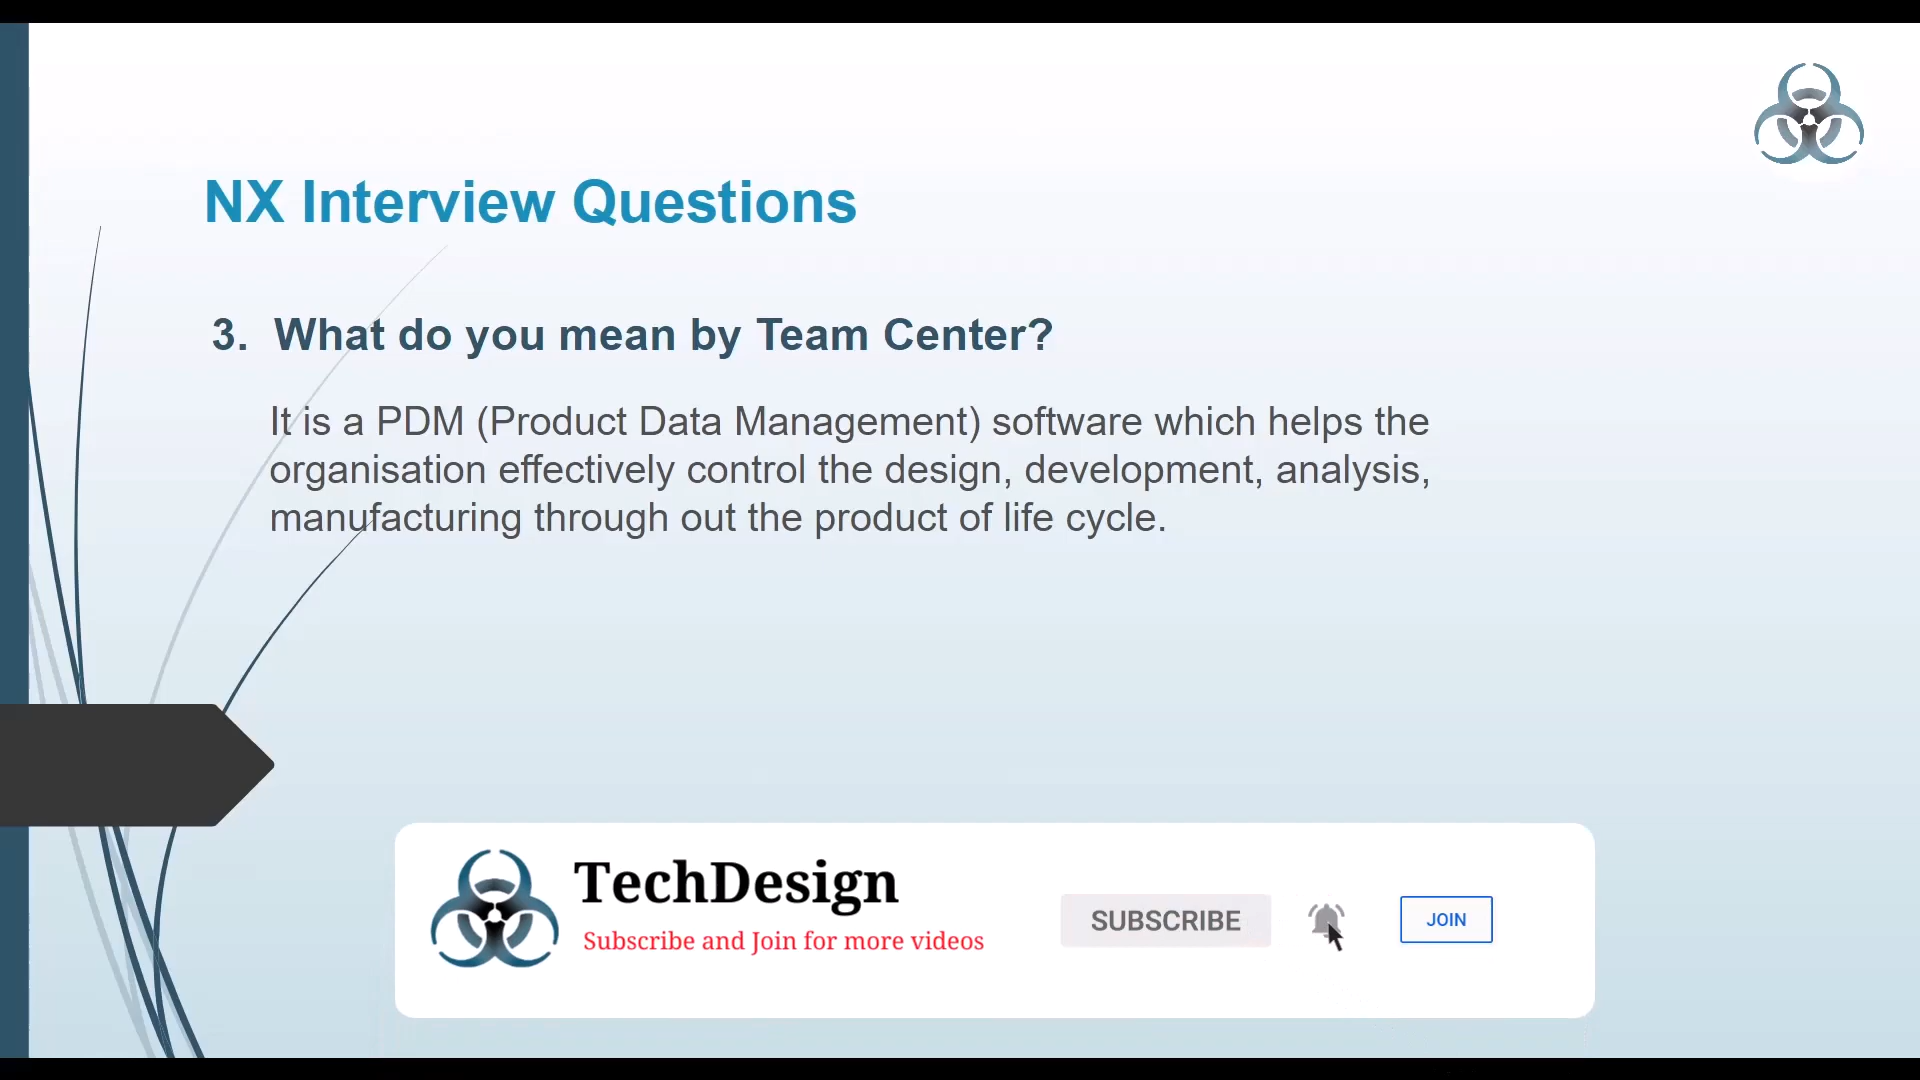 NX Interview Questions
3. What do you mean by Team Center?
It is a PDM (Product Data Management) software which helps the
organisation effectively control the design, development, analysis,
manufacturing through out the product of life cycle.
TechDesign
Subscribe and Join for more videos
SUBSCRIBE
JOIN